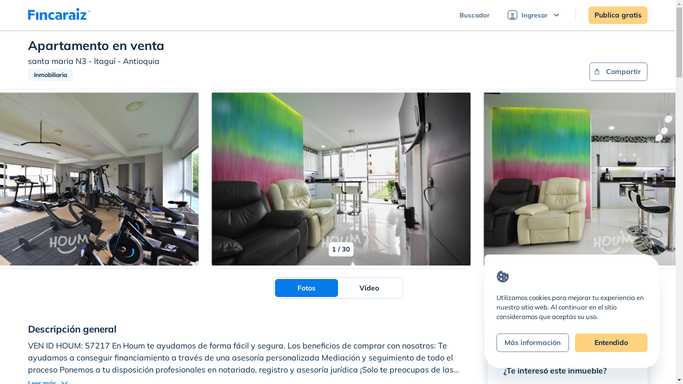 Fincaraiz
Buscador
Ingresar
Publica gratis
Apartamento en venta
santa maria N3 - Itaguí - Antioquia
Inmobiliaria
Compartir
HOUM
HOUM
HOUM
1 / 30
Fotos
Video
Utilizamos cookies para mejorar tu experiencia en
nuestro sitio web. Al continuar en el sitio
consideramos que aceptas su uso.
Más información
Entendido
Descripción general
VEN ID HOUM: 57217 En Houm te ayudamos de forma fácil y segura. Los beneficios de comprar con nosotros: Te
ayudamos a conseguir financiamiento a través de una asesoría personalizada Mediación y seguimiento de todo el
proceso Ponemos a tu disposición profesionales en notariado, registro y asesoría jurídica ¡Solo te preocupas de las...
Leer más
¿Te interesó este inmueble?